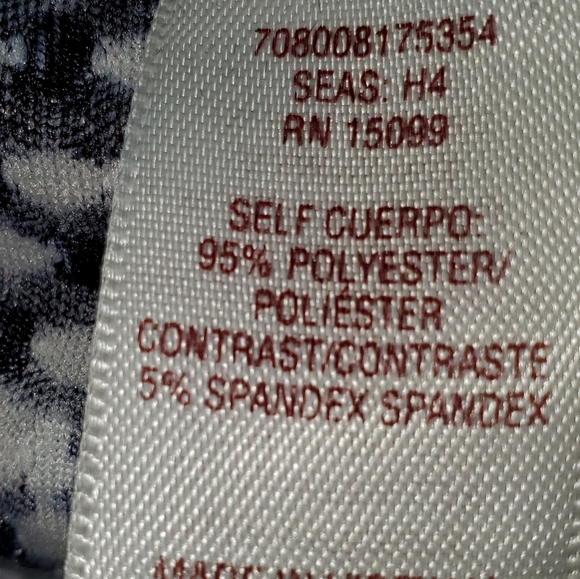 708008175354
SEAS: H4
RN 15099
SELF CUERPO:
95% POLYESTER/
POLIÉSTER
CONTRAST/CONTRASTE
5% SPANDEX SPANDEX